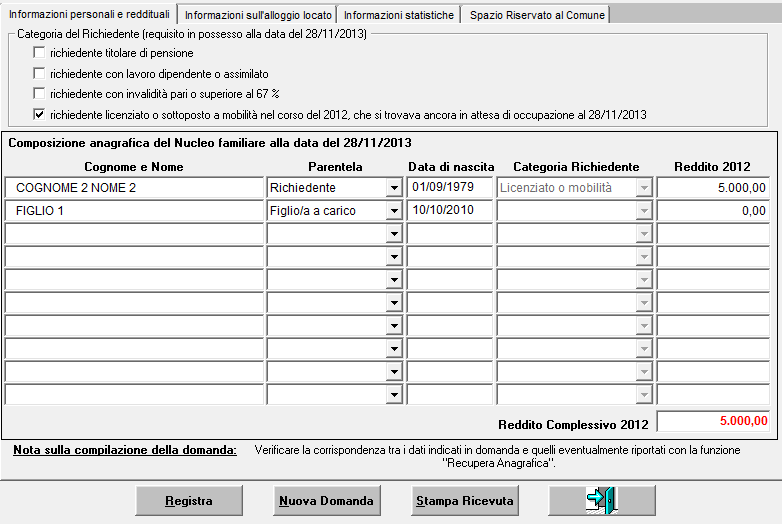 Informazioni personali e reddituali Informazioni sull'alloggio locato Informazioni statistiche Spazio Riservato al Comune
Categoria del Richiedente (requisito in possesso alla data del 28/11/2013)
richiedente titolare di pensione
richiedente con lavoro dipendente o assimilato
richiedente con invalidità pari o superiore al 67 %
richiedente licenziato o sottoposto a mobilità nel corso del 2012, che si trovava ancora in attesa di occupazione al 28/11/2013
Composizione anagrafica del Nucleo familiare alla data del 28/11/2013
Cognome e Nome Parentela Data di nascita Categoria Richiedente Reddito 2012
COGNOME 2 NOME 2 Richiedente 01/09/1979 Licenziato o mobilità 5.000,00
FIGLIO 1 Figlio/a a carico 10/10/2010 0,00
Reddito Complessivo 2012 5.000,00
Nota sulla compilazione della domanda: Verificare la corrispondenza tra i dati indicati in domanda e quelli eventualmente riportati con la funzione
"Recupera Anagrafica".
Registra Nuova Domanda Stampa Ricevuta